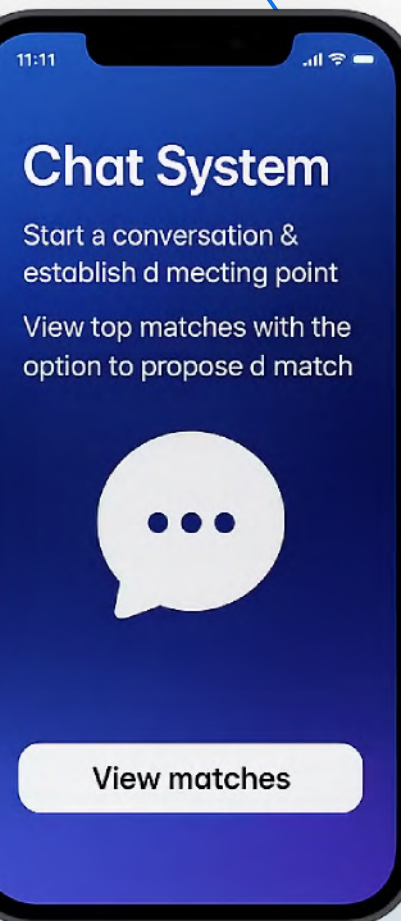 11:11
Chat System
Start a conversation &
establish d mecting point
View top matches with the
option to propose d match
View matches